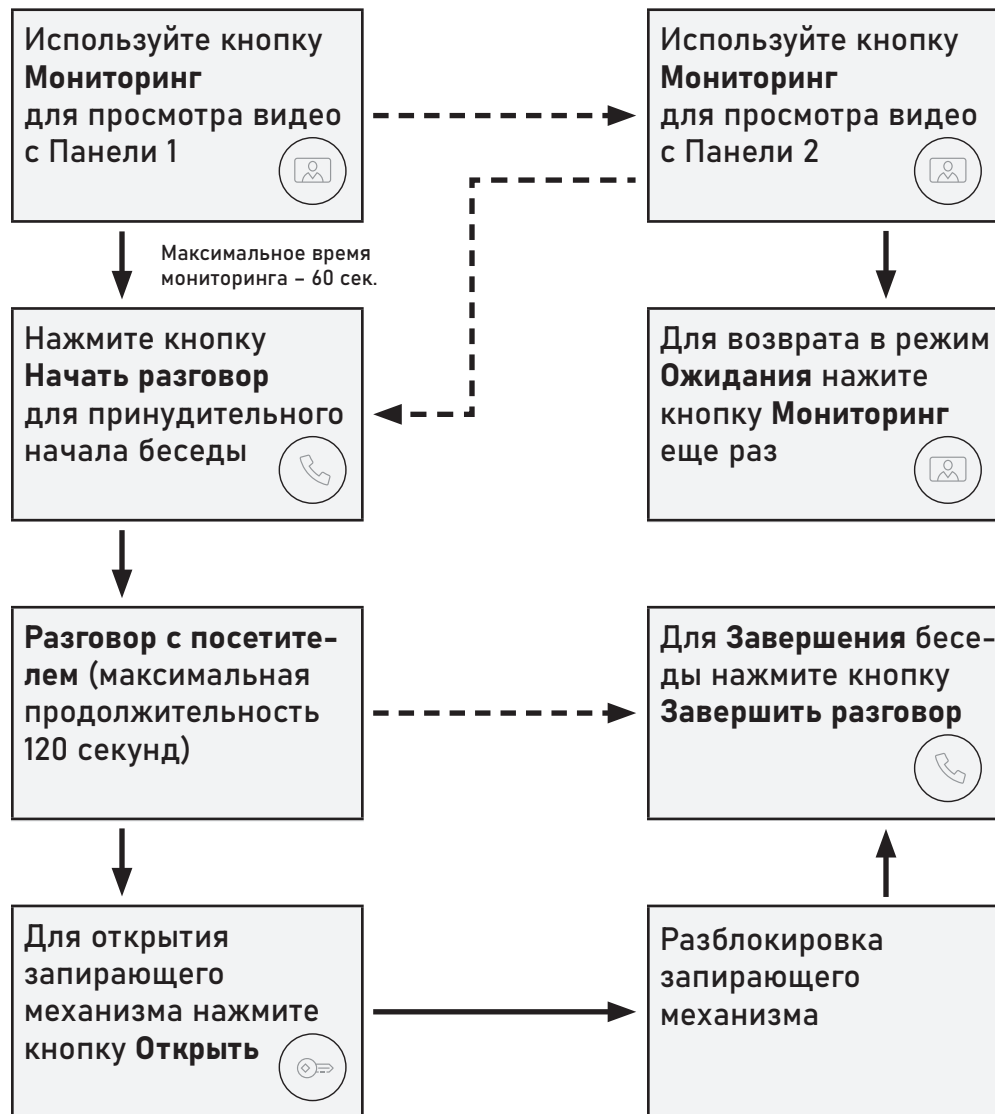 Используйте кнопку
Мониторинг
для просмотра видео
с Панели 1
Используйте кнопку
Мониторинг
для просмотра видео
с Панели 2
Максимальное время
мониторинга – 60 сек.
Нажмите кнопку
Начать разговор
для принудительного
начала беседы
Для возврата в режим
Ожидания нажите
кнопку Мониторинг
еще раз
Разговор с посетите-
лем (максимальная
продолжительность
120 секунд)
Для Завершения бесе-
ды нажмите кнопку
Завершить разговор
Для открытия
запирающего
механизма нажмите
кнопку Открыть
Разблокировка
запирающего
механизма